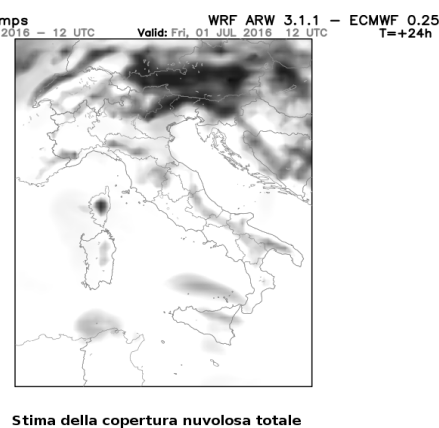 mps WRF ARW 3.1.1 – ECMWF 0.25
2016 – 12 UTC Valid: Fri, 01 JUL 2016 12 UTC T=+24h
Stima della copertura nuvolosa totale